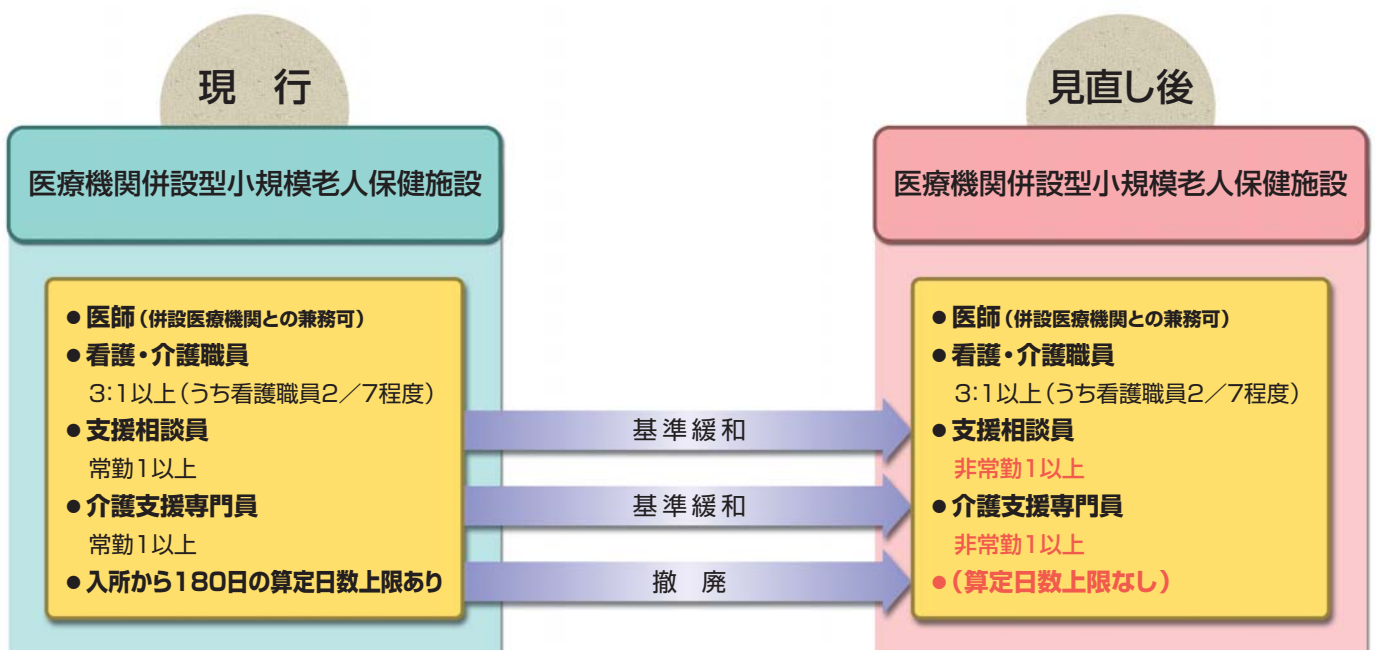 現 行
医療機関併設型小規模老人保健施設
●医師(併設医療機関との兼務可)
●看護・介護職員
3:1以上(うち看護職員2／7程度)
●支援相談員
常勤1以上
●介護支援専門員
常勤1以上
●入所から180日の算定日数上限あり
基準緩和
基準緩和
撤 廃
見直し後
医療機関併設型小規模老人保健施設
●医師(併設医療機関との兼務可)
●看護・介護職員
3:1以上(うち看護職員2／7程度)
●支援相談員
非常勤1以上
●介護支援専門員
非常勤1以上
●(算定日数上限なし)